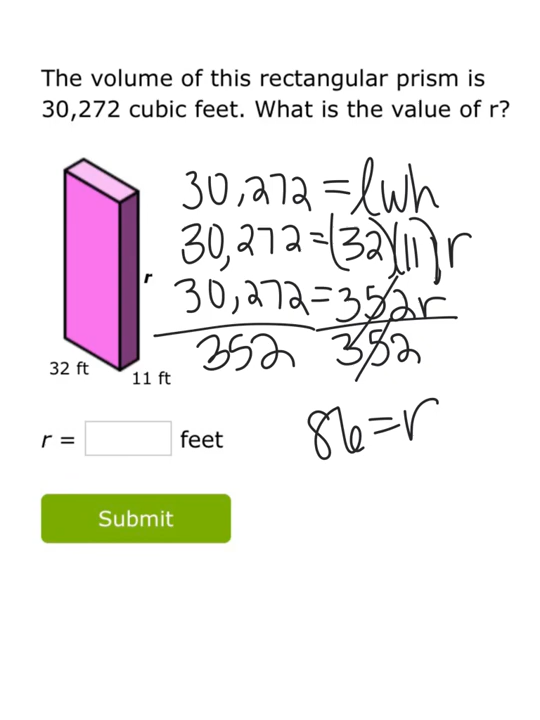 The volume of this rectangular prism is
30,272 cubic feet. What is the value of r?
30,272 = lwh
30,272 = (32)(11)r
30,272 = 352r
352 352
r
32 ft
11 ft
86 = r
r = feet
Submit